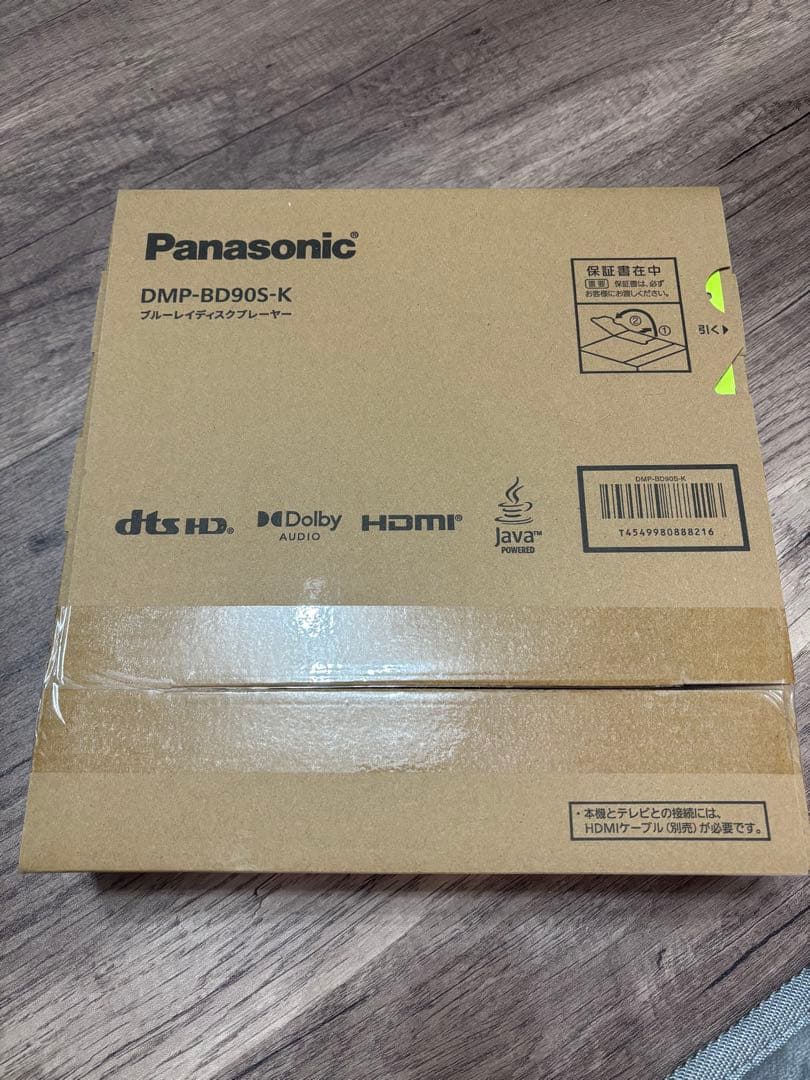 Panasonic®
DMP-BD90S-K
ブルーレイディスクプレーヤー
保証書在中
重要 保証書は、必ず
お客様にお渡しください。
②
①
引く▶
dts HD®
Dolby
AUDIO
HDMI®
Java™
POWERED
DMP-BD90S-K
T4549980888216
・本機とテレビとの接続には、
HDMIケーブル(別売)が必要です。